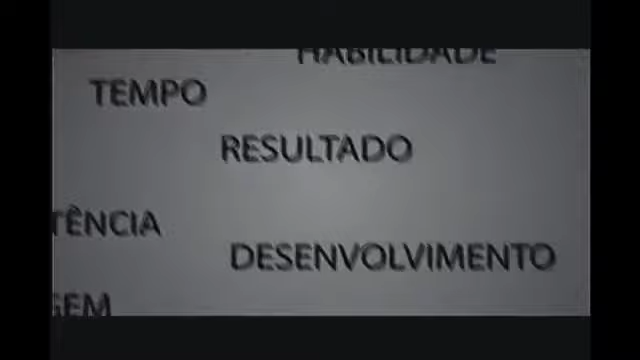 HABILIDADE
TEMPO
RESULTADO
TÊNCIA
DESENVOLVIMENTO
GEM